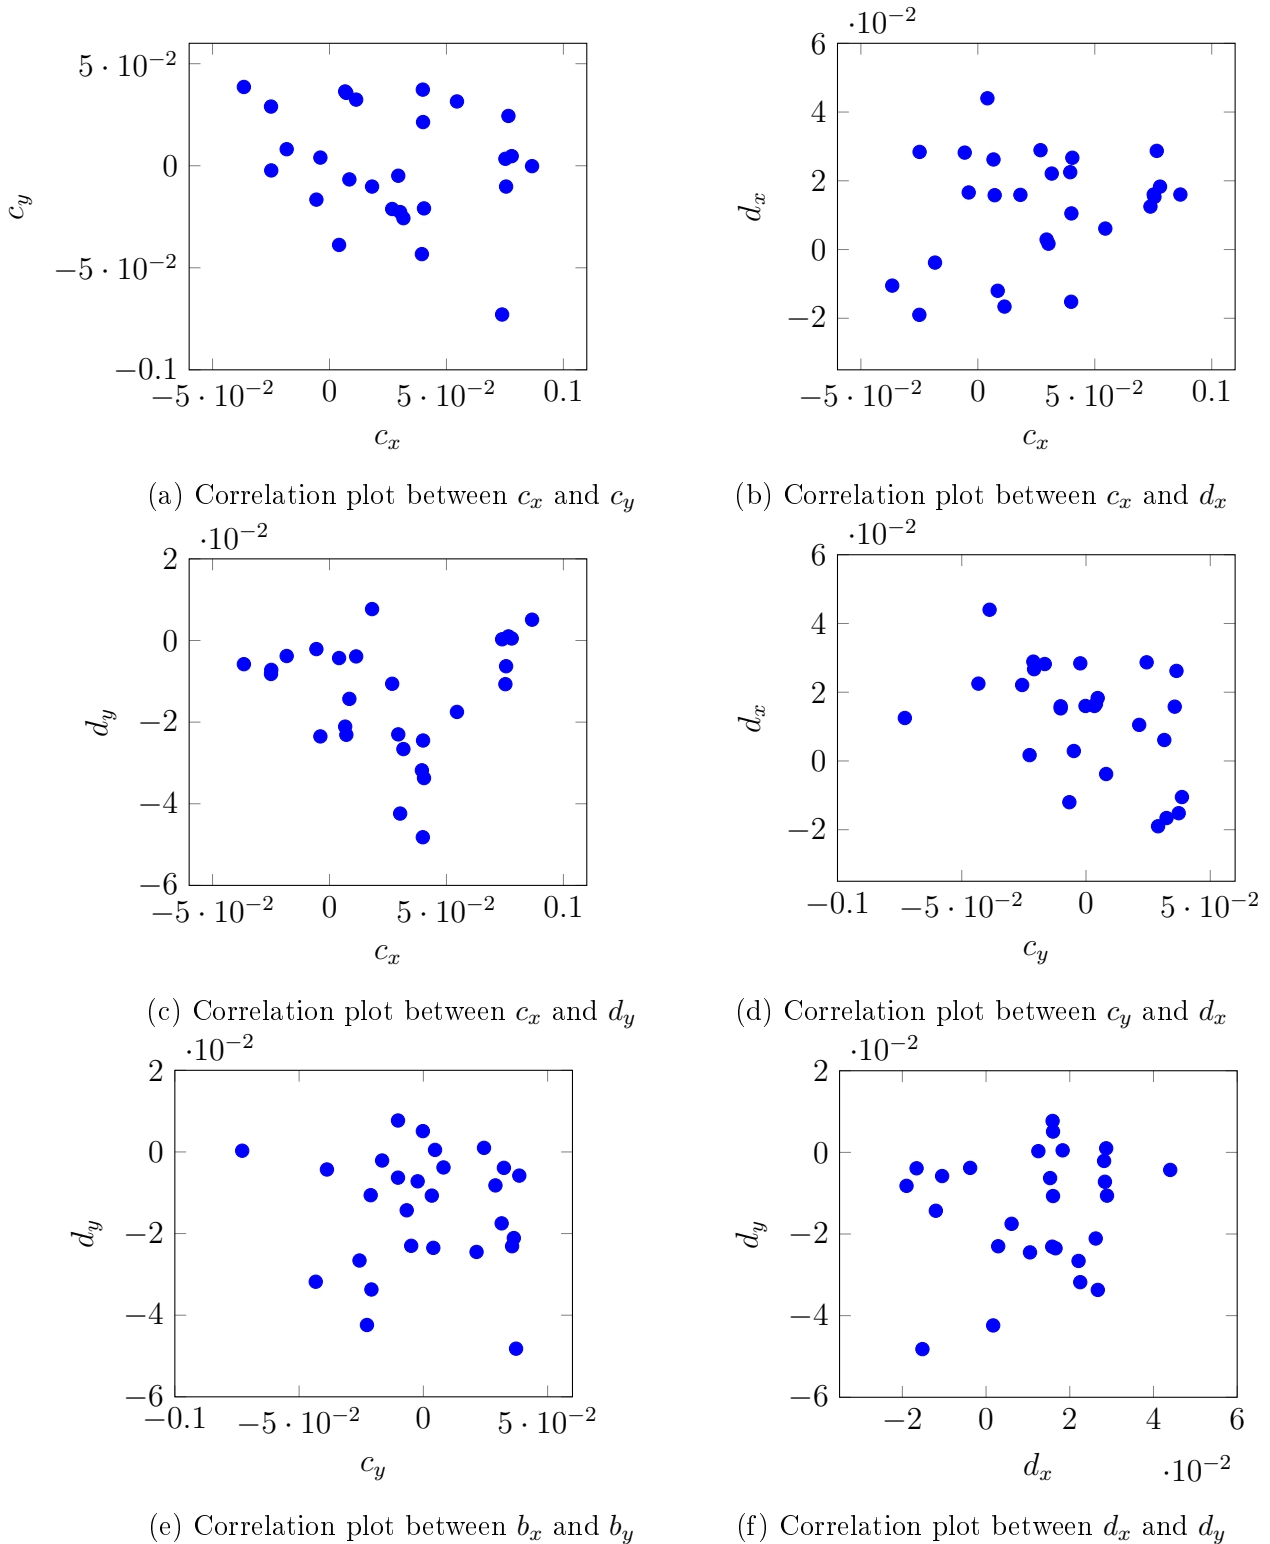 5 · 10⁻²
0
−5 · 10⁻²
−0.1
c_y
−5 · 10⁻² 0 5 · 10⁻² 0.1
c_x
(a) Correlation plot between c_x and c_y
·10⁻²
6
4
2
0
−2
d_x
−5 · 10⁻² 0 5 · 10⁻² 0.1
c_x
(b) Correlation plot between c_x and d_x
·10⁻²
2
0
−2
−4
−6
d_y
−5 · 10⁻² 0 5 · 10⁻² 0.1
c_x
(c) Correlation plot between c_x and d_y
·10⁻²
6
4
2
0
−2
d_x
−0.1 −5 · 10⁻² 0 5 · 10⁻²
c_y
(d) Correlation plot between c_y and d_x
·10⁻²
2
0
−2
−4
−6
d_y
−0.1 −5 · 10⁻² 0 5 · 10⁻²
c_y
(e) Correlation plot between b_x and b_y
·10⁻²
2
0
−2
−4
−6
d_y
−2 0 2 4 6
d_x ·10⁻²
(f) Correlation plot between d_x and d_y